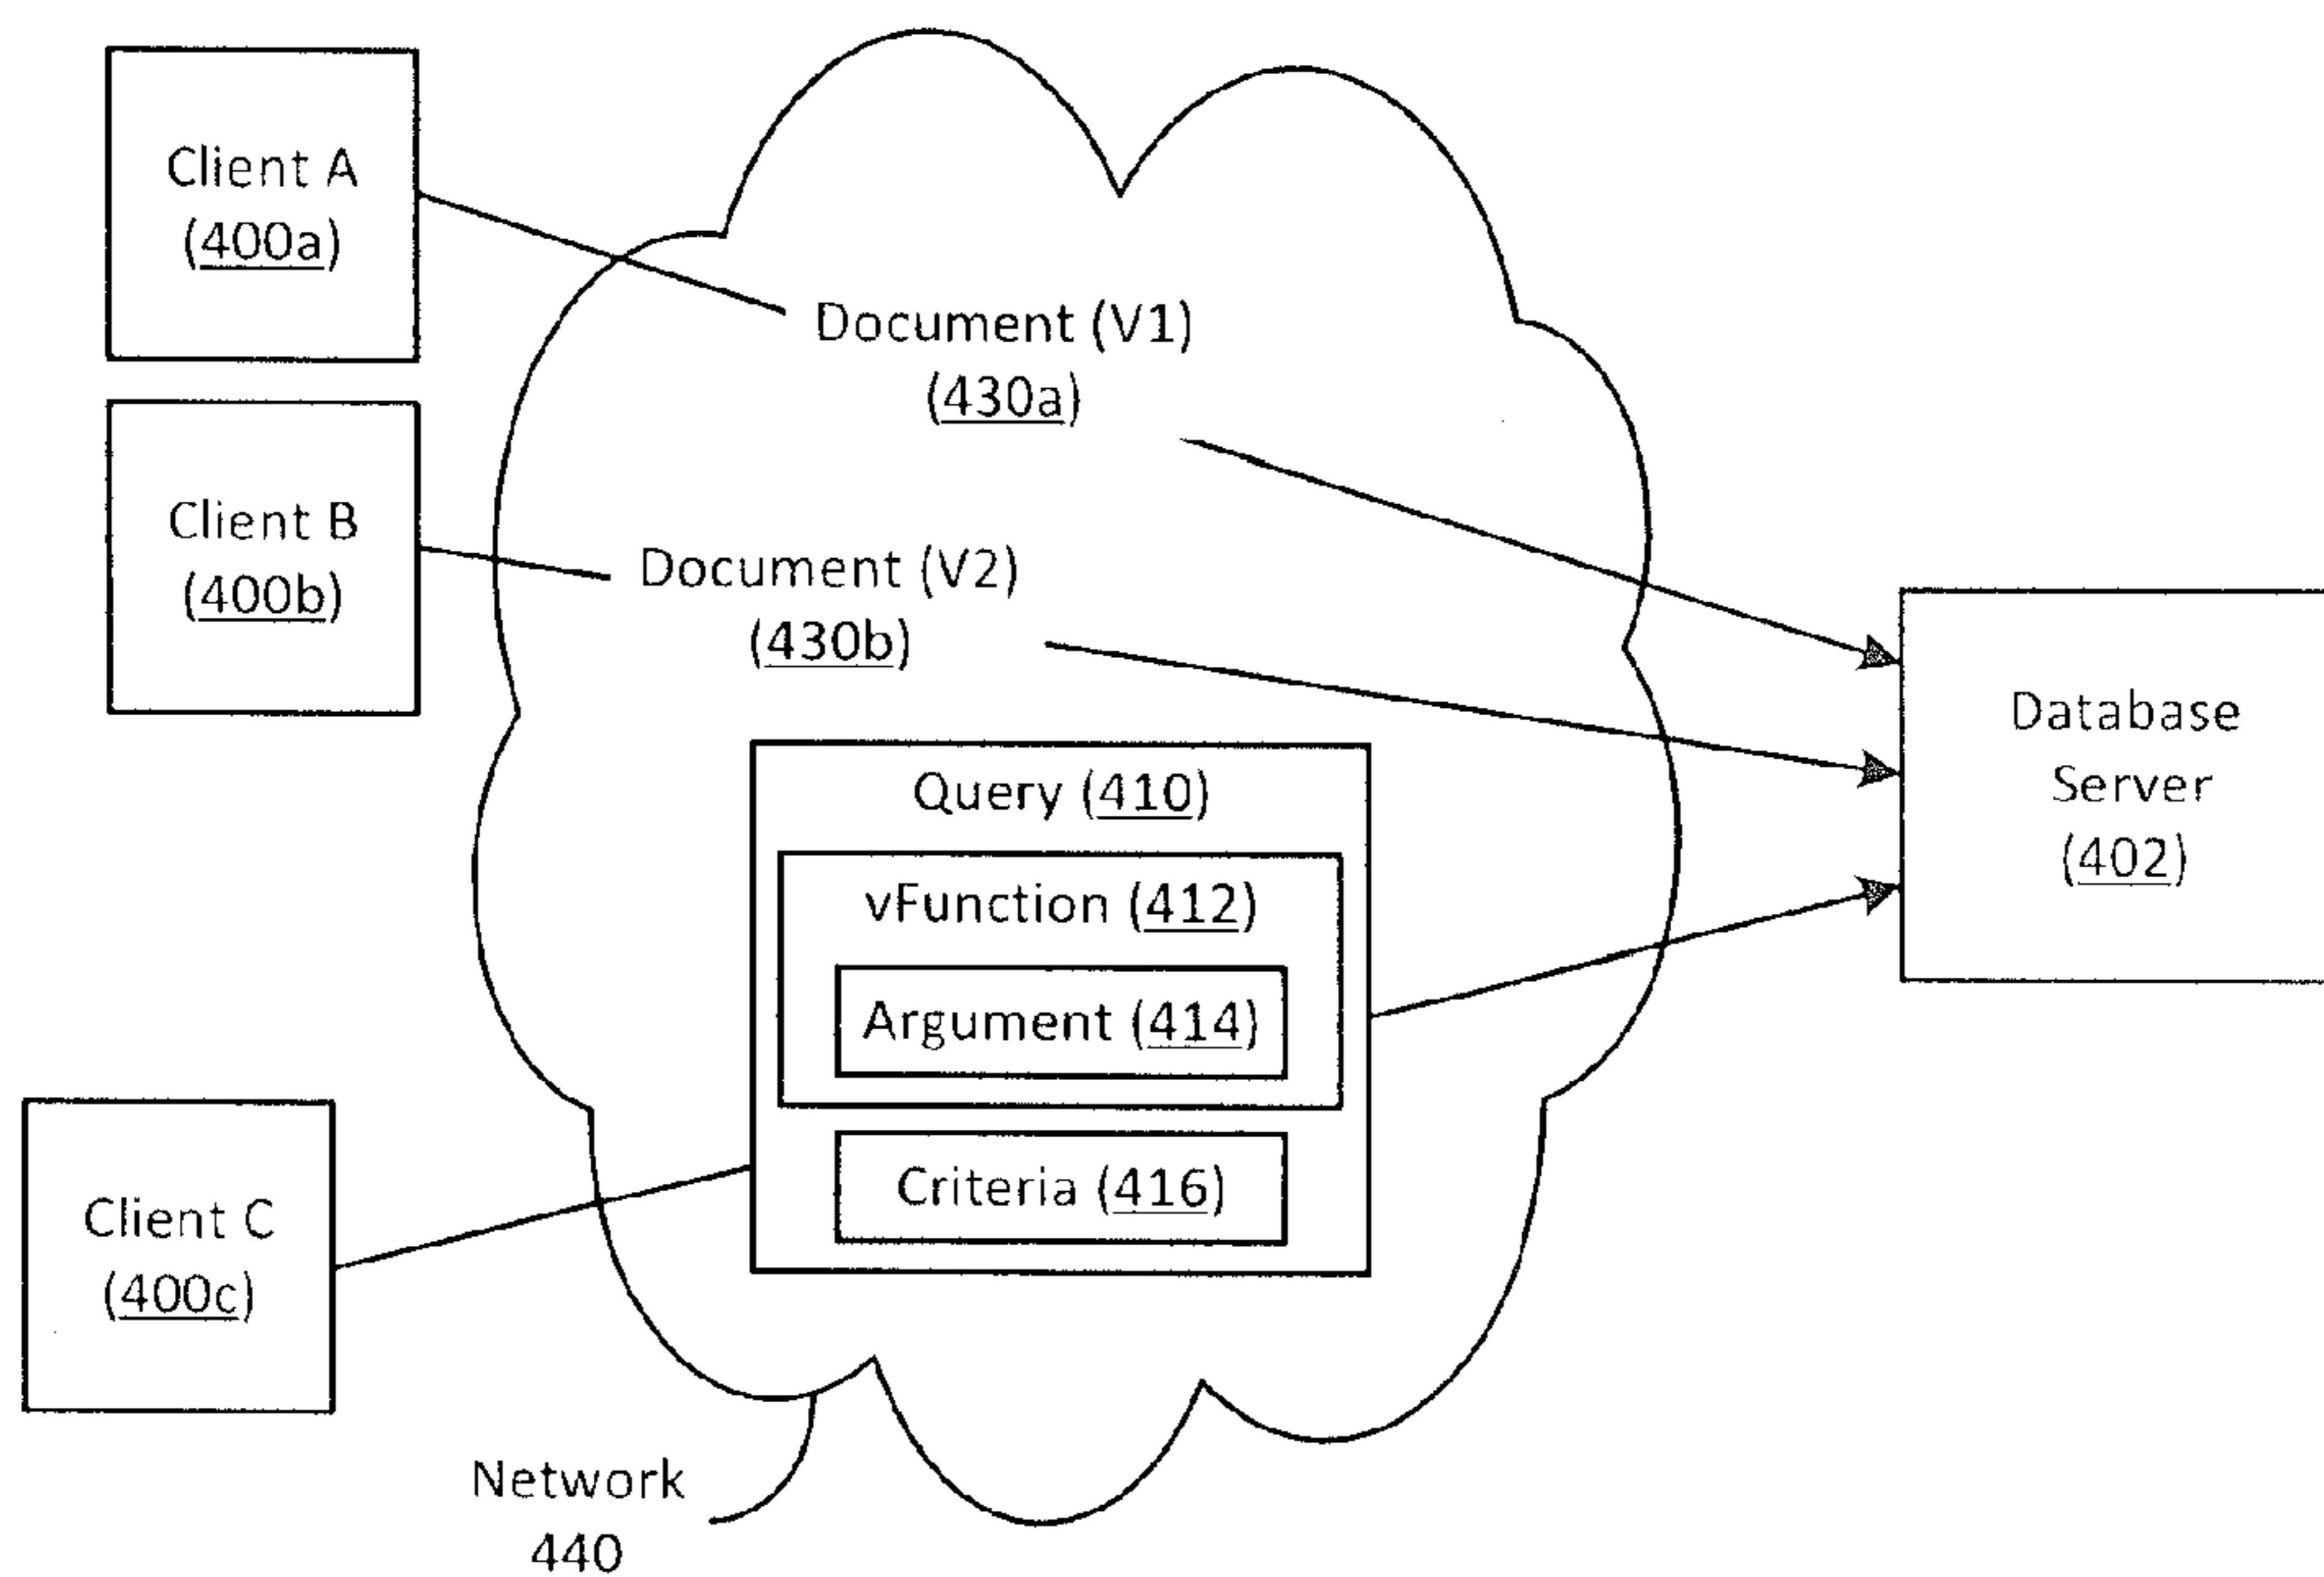 Client A
(400a)
Document (V1)
(430a)
Client B
(400b)
Document (V2)
(430b)
Database
Server
(402)
Query (410)
vFunction (412)
Argument (414)
Criteria (416)
Client C
(400c)
Network
440